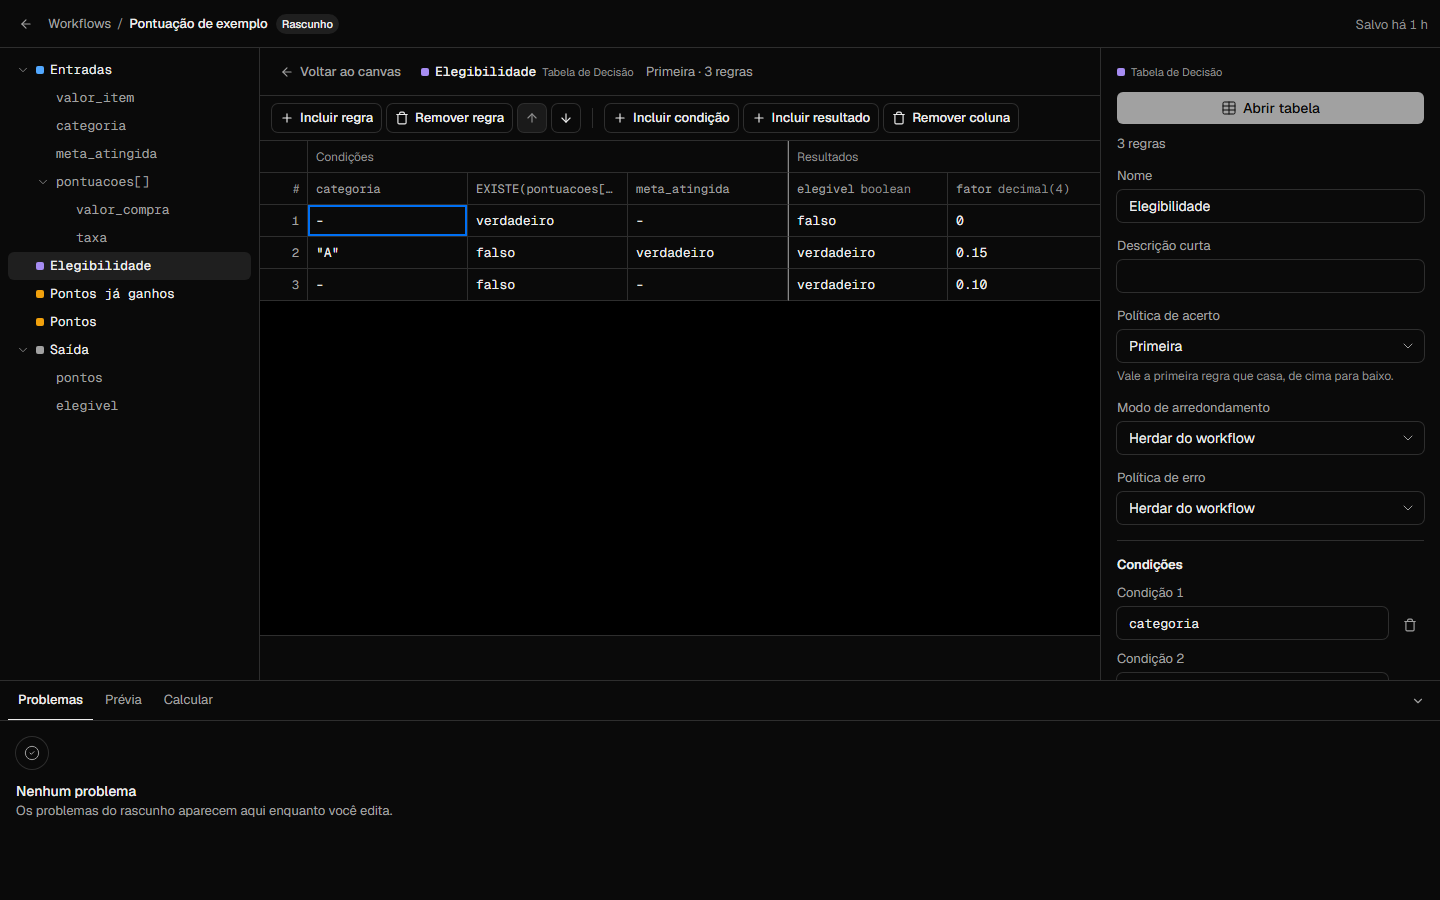 Workflows / Pontuação de exemplo Rascunho
Salvo há 1 h
Entradas
valor_item
categoria
meta_atingida
pontuacoes[]
valor_compra
taxa
Elegibilidade
Pontos já ganhos
Pontos
Saída
pontos
elegivel
Voltar ao canvas Elegibilidade Tabela de Decisão Primeira · 3 regras
Incluir regra Remover regra Incluir condição Incluir resultado Remover coluna
Condições Resultados
# categoria EXISTE(pontuacoes[… meta_atingida elegivel boolean fator decimal(4)
1 – verdadeiro – falso 0
2 "A" falso verdadeiro verdadeiro 0.15
3 – falso – verdadeiro 0.10
Tabela de Decisão
Abrir tabela
3 regras
Nome
Elegibilidade
Descrição curta
Política de acerto
Primeira
Vale a primeira regra que casa, de cima para baixo.
Modo de arredondamento
Herdar do workflow
Política de erro
Herdar do workflow
Condições
Condição 1
categoria
Condição 2
Problemas Prévia Calcular
Nenhum problema
Os problemas do rascunho aparecem aqui enquanto você edita.